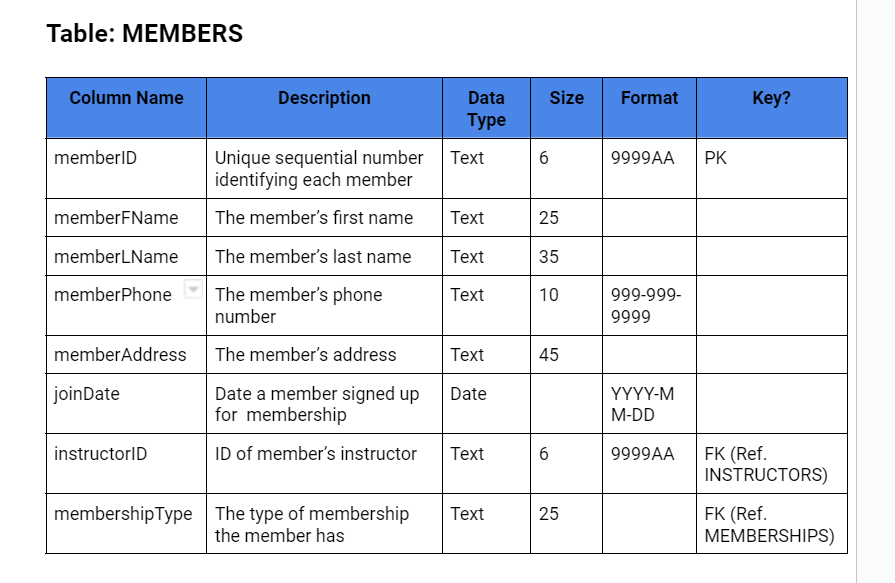 Table: MEMBERS
Column Name Description Data Type Size Format Key?
memberID Unique sequential number identifying each member Text 6 9999AA PK
memberFName The member’s first name Text 25
memberLName The member’s last name Text 35
memberPhone The member’s phone number Text 10 999-999-9999
memberAddress The member’s address Text 45
joinDate Date a member signed up for membership Date YYYY-MM-DD
instructorID ID of member’s instructor Text 6 9999AA FK (Ref. INSTRUCTORS)
membershipType The type of membership the member has Text 25 FK (Ref. MEMBERSHIPS)